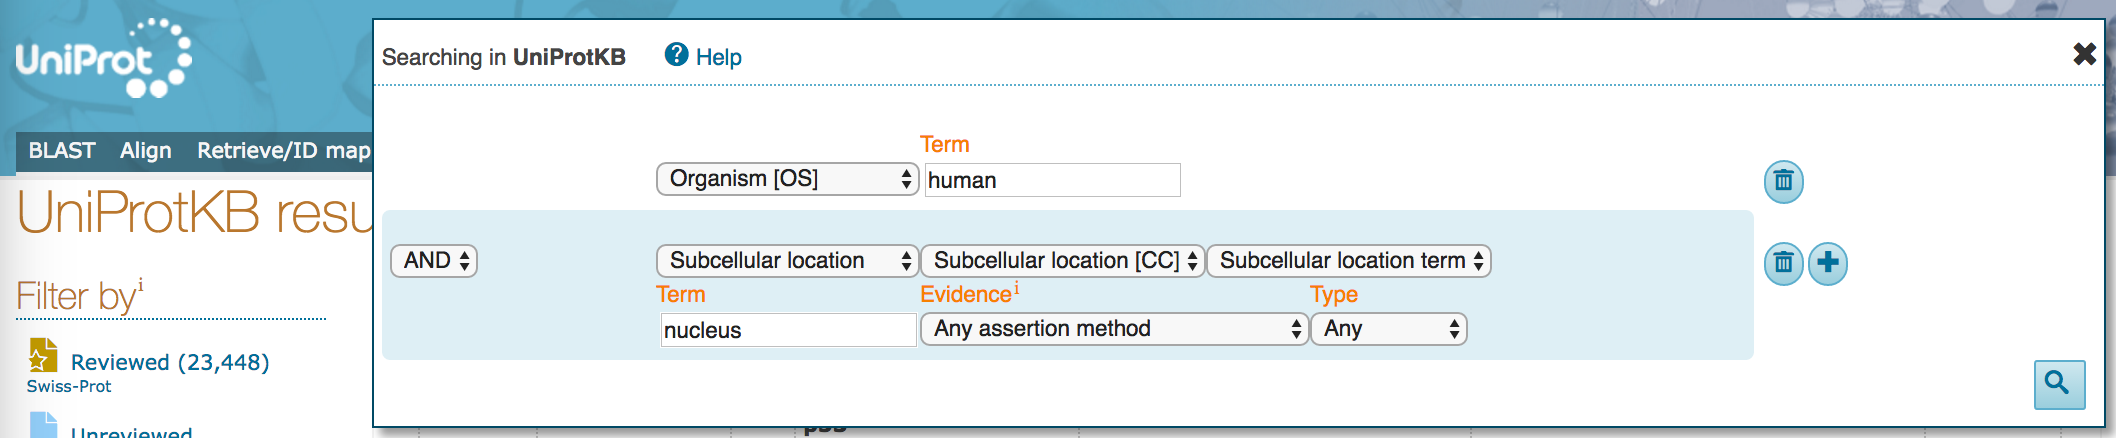 UniProt
Searching in UniProtKB
Help
BLAST Align Retrieve/ID map
Term
Organism [OS]
human
UniProtKB resu
AND
Subcellular location
Subcellular location [CC]
Subcellular location term
Term
Evidence i
Type
nucleus
Any assertion method
Any
Filter by i
Reviewed (23,448)
Swiss-Prot
Unreviewed